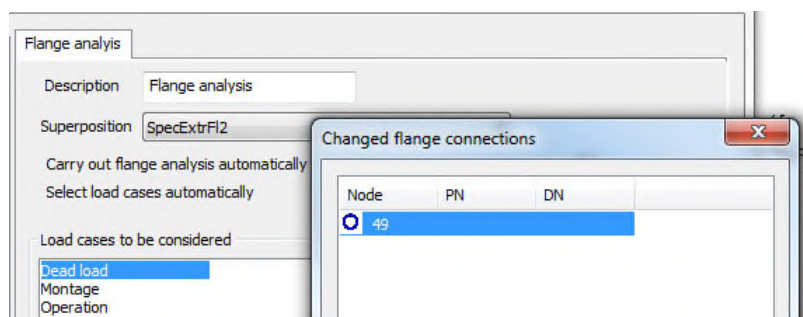 Flange analyis
Description Flange analysis
Superposition SpecExtrFl2
Carry out flange analysis automatically
Select load cases automatically
Load cases to be considered
Dead load
Montage
Operation
Changed flange connections
Node PN DN
49